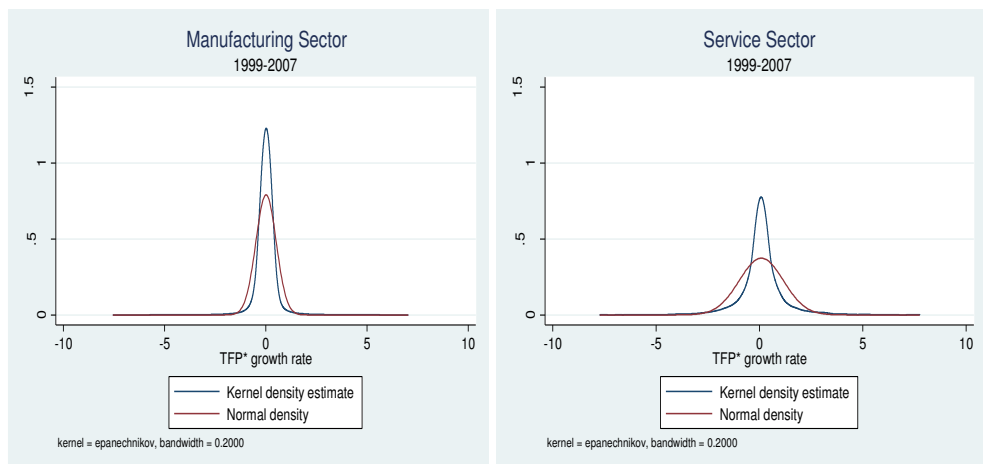 Manufacturing Sector
1999-2007
1.5
1
.5
0
-10
-5
0
5
10
TFP* growth rate
Kernel density estimate
Normal density
kernel = epanechnikov, bandwidth = 0.2000
Service Sector
1999-2007
1.5
1
.5
0
-10
-5
0
5
10
TFP* growth rate
Kernel density estimate
Normal density
kernel = epanechnikov, bandwidth = 0.2000